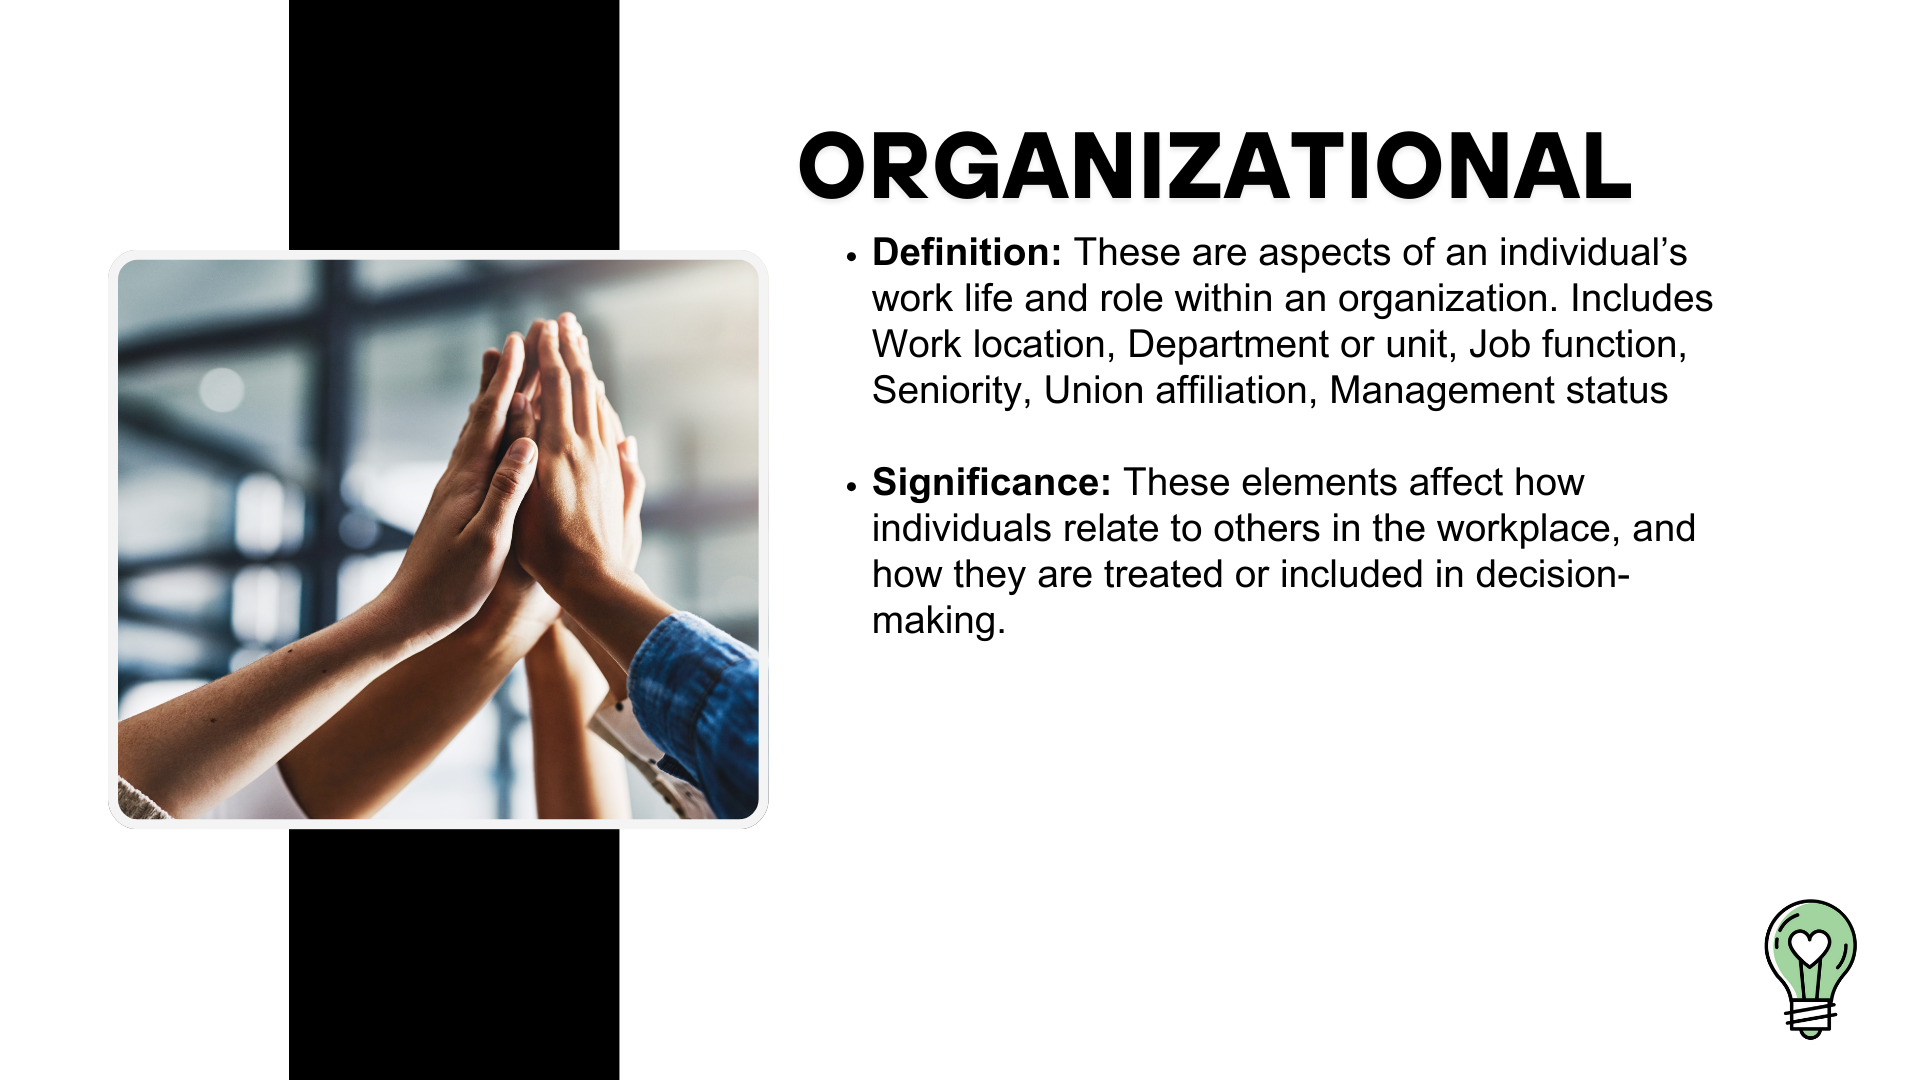 ORGANIZATIONAL
• Definition: These are aspects of an individual’s
work life and role within an organization. Includes
Work location, Department or unit, Job function,
Seniority, Union affiliation, Management status
• Significance: These elements affect how
individuals relate to others in the workplace, and
how they are treated or included in decision-
making.